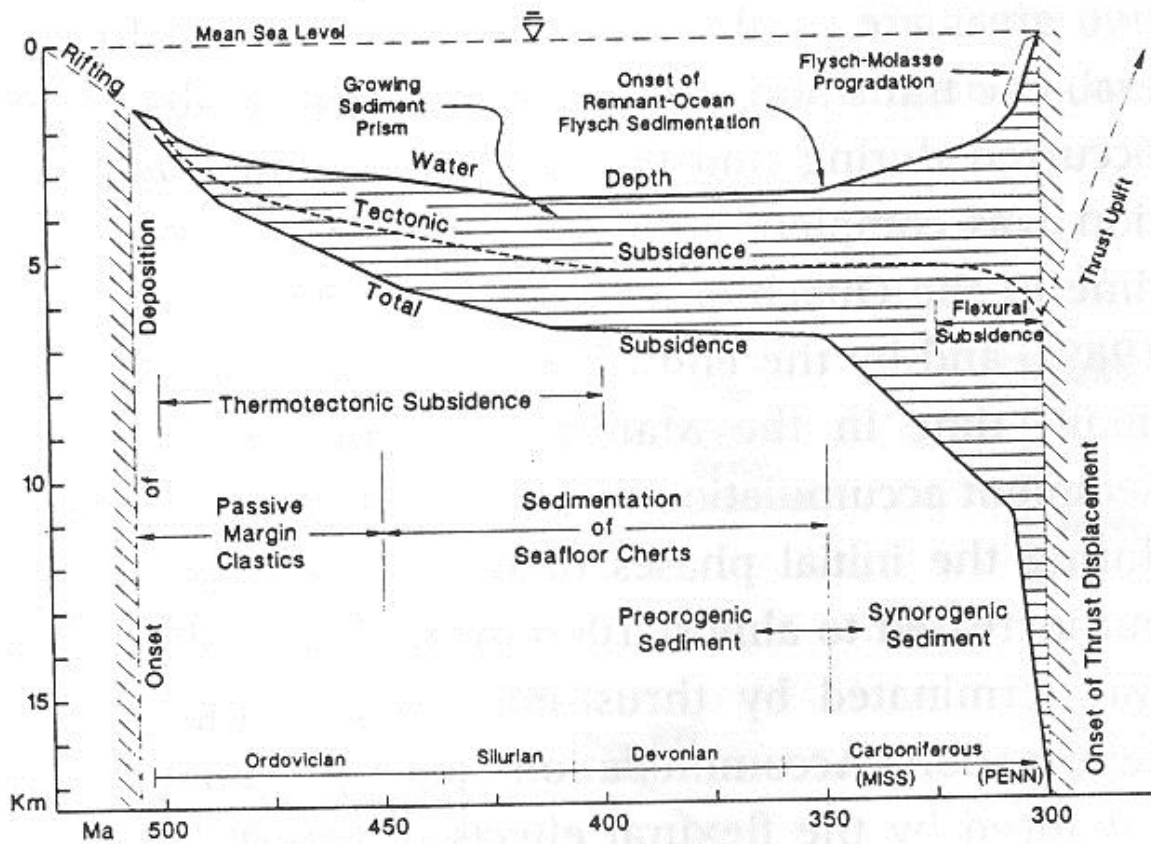 Mean Sea Level
0
5
10
15
Km
Rifting
Growing
Sediment
Prism
Onset of
Remnant-Ocean
Flysch Sedimentation
Flysch-Molasse
Progradation
Water Depth
Tectonic Subsidence
Total Subsidence
Flexural
Subsidence
Thrust Uplift
Onset of Deposition
Thermotectonic Subsidence
Passive
Margin
Clastics
Sedimentation
of
Seafloor Cherts
Preorogenic
Sediment
Synorogenic
Sediment
Onset of Thrust Displacement
Ordovician
Silurian
Devonian
Carboniferous
(MISS)
(PENN)
Ma
500
450
400
350
300